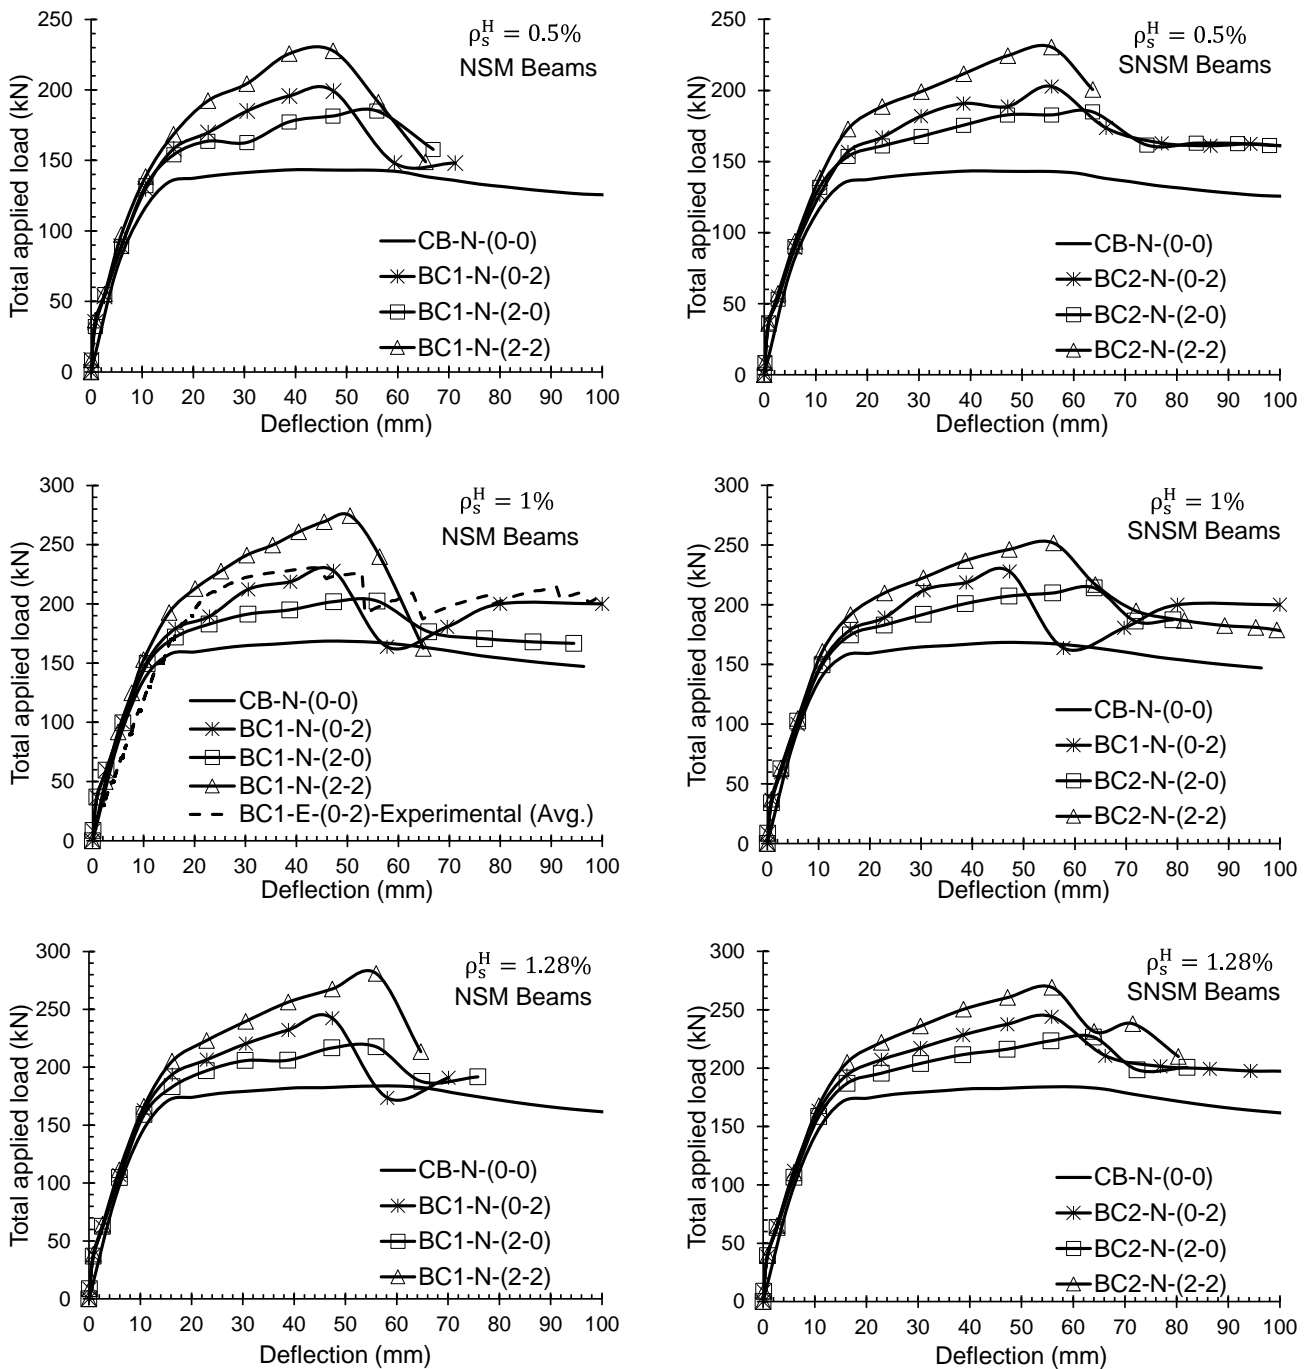 250
200
150
100
50
0
Total applied load (kN)
ρₛᴴ = 0.5%
NSM Beams
CB-N-(0-0)
BC1-N-(0-2)
BC1-N-(2-0)
BC1-N-(2-2)
0 10 20 30 40 50 60 70 80 90 100
Deflection (mm)
250
200
150
100
50
0
Total applied load (kN)
ρₛᴴ = 0.5%
SNSM Beams
CB-N-(0-0)
BC2-N-(0-2)
BC2-N-(2-0)
BC2-N-(2-2)
0 10 20 30 40 50 60 70 80 90 100
Deflection (mm)
300
250
200
150
100
50
0
Total applied load (kN)
ρₛᴴ = 1%
NSM Beams
CB-N-(0-0)
BC1-N-(0-2)
BC1-N-(2-0)
BC1-N-(2-2)
BC1-E-(0-2)-Experimental (Avg.)
0 10 20 30 40 50 60 70 80 90 100
Deflection (mm)
300
250
200
150
100
50
0
Total applied load (kN)
ρₛᴴ = 1%
SNSM Beams
CB-N-(0-0)
BC1-N-(0-2)
BC2-N-(2-0)
BC2-N-(2-2)
0 10 20 30 40 50 60 70 80 90 100
Deflection (mm)
300
250
200
150
100
50
0
Total applied load (kN)
ρₛᴴ = 1.28%
NSM Beams
CB-N-(0-0)
BC1-N-(0-2)
BC1-N-(2-0)
BC1-N-(2-2)
0 10 20 30 40 50 60 70 80 90 100
Deflection (mm)
300
250
200
150
100
50
0
Total applied load (kN)
ρₛᴴ = 1.28%
SNSM Beams
CB-N-(0-0)
BC2-N-(0-2)
BC2-N-(2-0)
BC2-N-(2-2)
0 10 20 30 40 50 60 70 80 90 100
Deflection (mm)